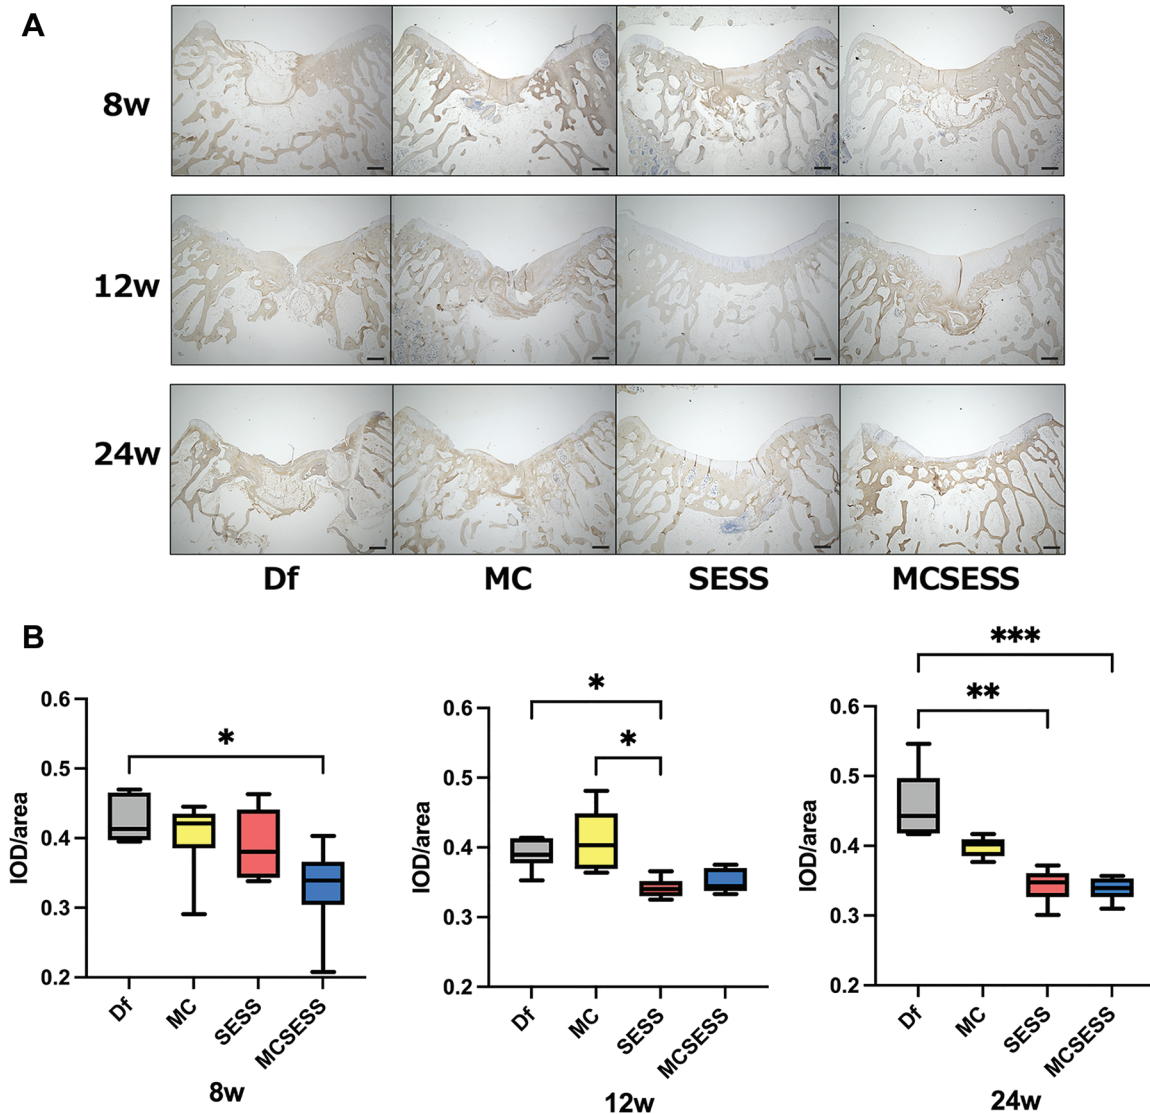 A
8w
12w
24w
Df MC SESS MCSESS
B
*
0.6
0.5
0.4
0.3
0.2
IOD/area
Df MC SESS MCSESS
8w
*
*
0.6
0.5
0.4
0.3
0.2
IOD/area
Df MC SESS MCSESS
12w
***
**
0.6
0.5
0.4
0.3
0.2
IOD/area
Df MC SESS MCSESS
24w